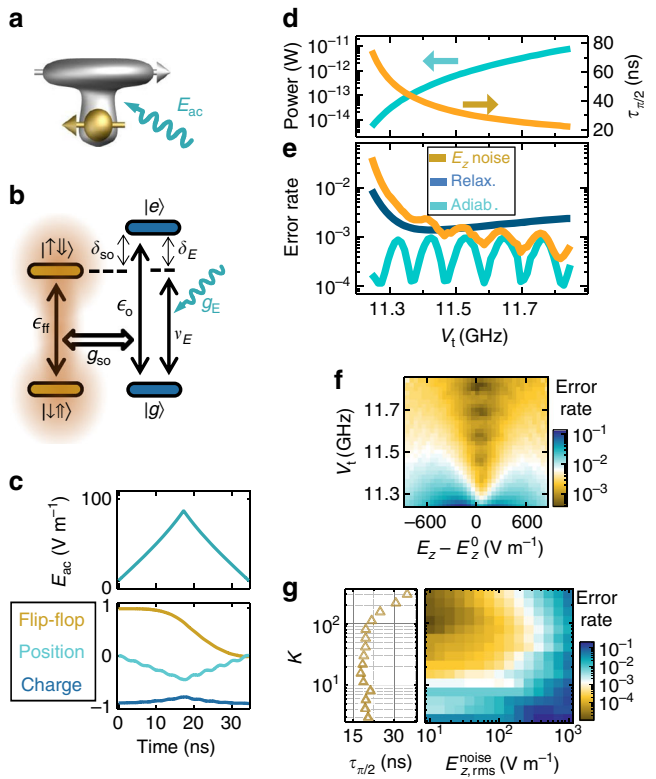 a
E_ac
b
|e⟩
|↑⇓⟩
δ_so
δ_E
g_E
ϵ_ff
ϵ_o
ν_E
g_so
|↓⇑⟩
|g⟩
c
E_ac (V m⁻¹)
100
0
Flip-flop
Position
Charge
1
0
−1
0 10 20 30
Time (ns)
d
Power (W)
10⁻¹¹
10⁻¹²
10⁻¹³
10⁻¹⁴
80
60
40
20
τ_π/2 (ns)
e
Error rate
10⁻²
10⁻³
10⁻⁴
E_z noise
Relax.
Adiab.
11.3 11.5 11.7
V_t (GHz)
f
V_t (GHz)
11.7
11.5
11.3
−600 0 600
E_z − E_z⁰ (V m⁻¹)
Error
rate
10⁻¹
10⁻²
10⁻³
g
K
10²
10¹
15 30
τ_π/2 (ns)
10¹ 10² 10³
E_z,rms^noise (V m⁻¹)
Error
rate
10⁻¹
10⁻²
10⁻³
10⁻⁴